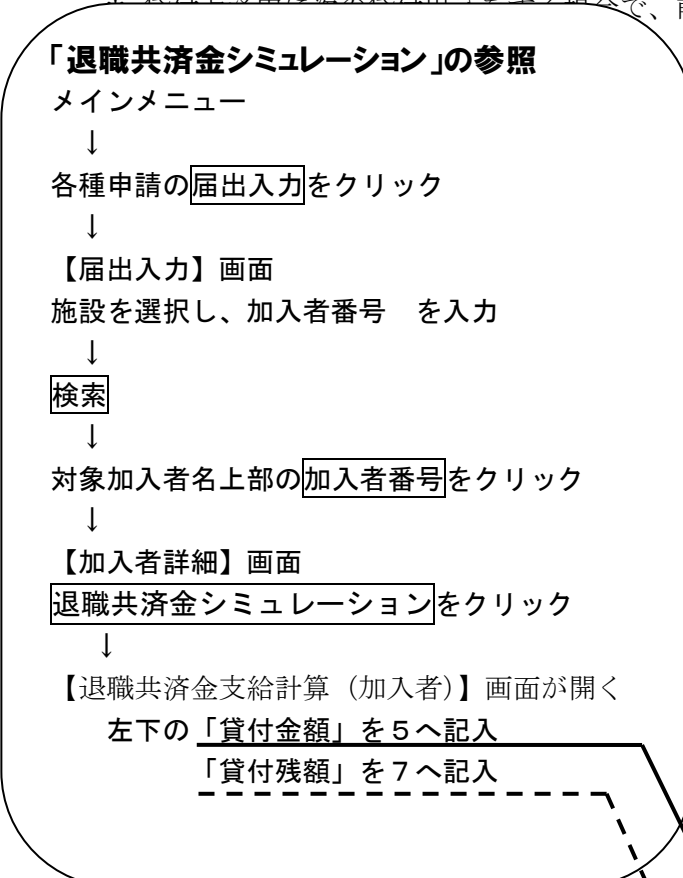 「退職共済金シミュレーション」の参照
メインメニュー
↓
各種申請の届出入力をクリック
↓
【届出入力】画面
施設を選択し、加入者番号　を入力
↓
検索
↓
対象加入者名上部の加入者番号をクリック
↓
【加入者詳細】画面
退職共済金シミュレーションをクリック
↓
【退職共済金支給計算（加入者)】画面が開く
左下の「貸付金額」を５へ記入
「貸付残額」を７へ記入